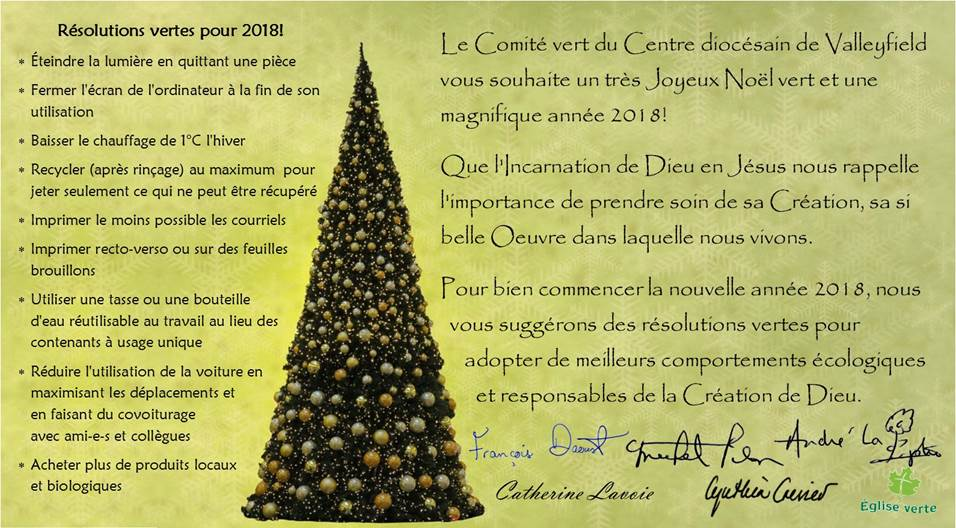 Résolutions vertes pour 2018!
* Éteindre la lumière en quittant une pièce
* Fermer l'écran de l'ordinateur à la fin de son
utilisation
* Baisser le chauffage de 1°C l'hiver
* Recycler (après rinçage) au maximum pour
jeter seulement ce qui ne peut être récupéré
* Imprimer le moins possible les courriels
* Imprimer recto-verso ou sur des feuilles
brouillons
* Utiliser une tasse ou une bouteille
d'eau réutilisable au travail au lieu des
contenants à usage unique
* Réduire l'utilisation de la voiture en
maximisant les déplacements et
en faisant du covoiturage
avec ami-e-s et collègues
* Acheter plus de produits locaux
et biologiques
Le Comité vert du Centre diocésain de Valleyfield
vous souhaite un très Joyeux Noël vert et une
magnifique année 2018!
Que l'Incarnation de Dieu en Jésus nous rappelle
l'importance de prendre soin de sa Création, sa si
belle Oeuvre dans laquelle nous vivons.
Pour bien commencer la nouvelle année 2018, nous
vous suggérons des résolutions vertes pour
adopter de meilleurs comportements écologiques
et responsables de la Création de Dieu.
François Daoust André La
Catherine Lavoie Cynthia
Église verte